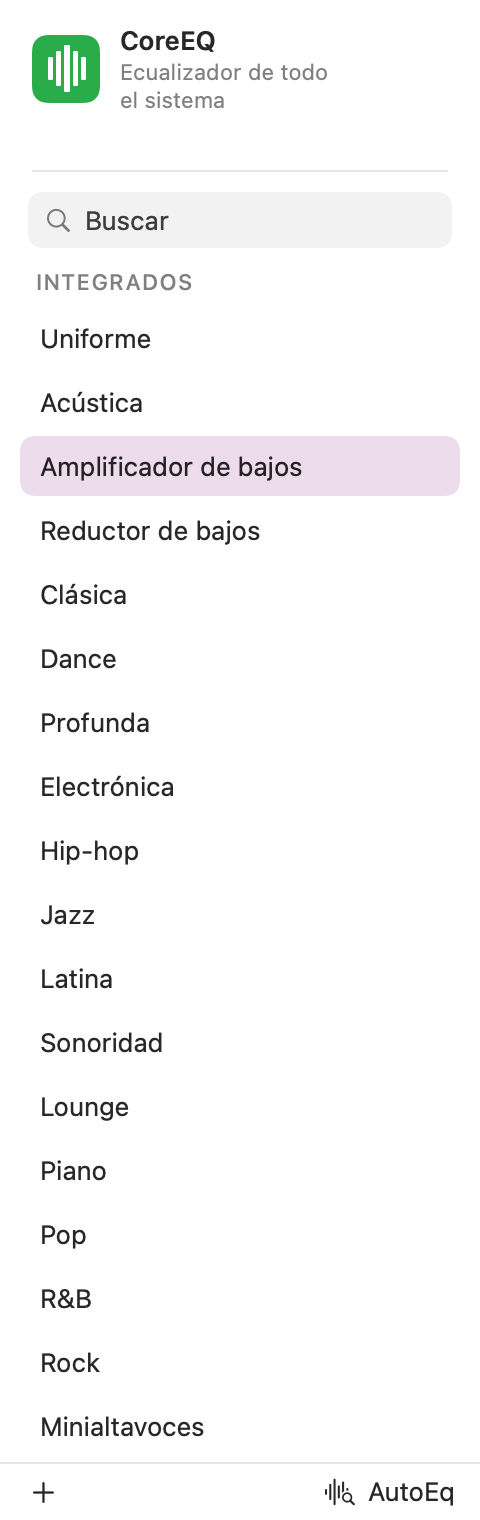 CoreEQ
Ecualizador de todo
el sistema
Buscar
INTEGRADOS
Uniforme
Acústica
Amplificador de bajos
Reductor de bajos
Clásica
Dance
Profunda
Electrónica
Hip-hop
Jazz
Latina
Sonoridad
Lounge
Piano
Pop
R&B
Rock
Minialtavoces
+ AutoEq